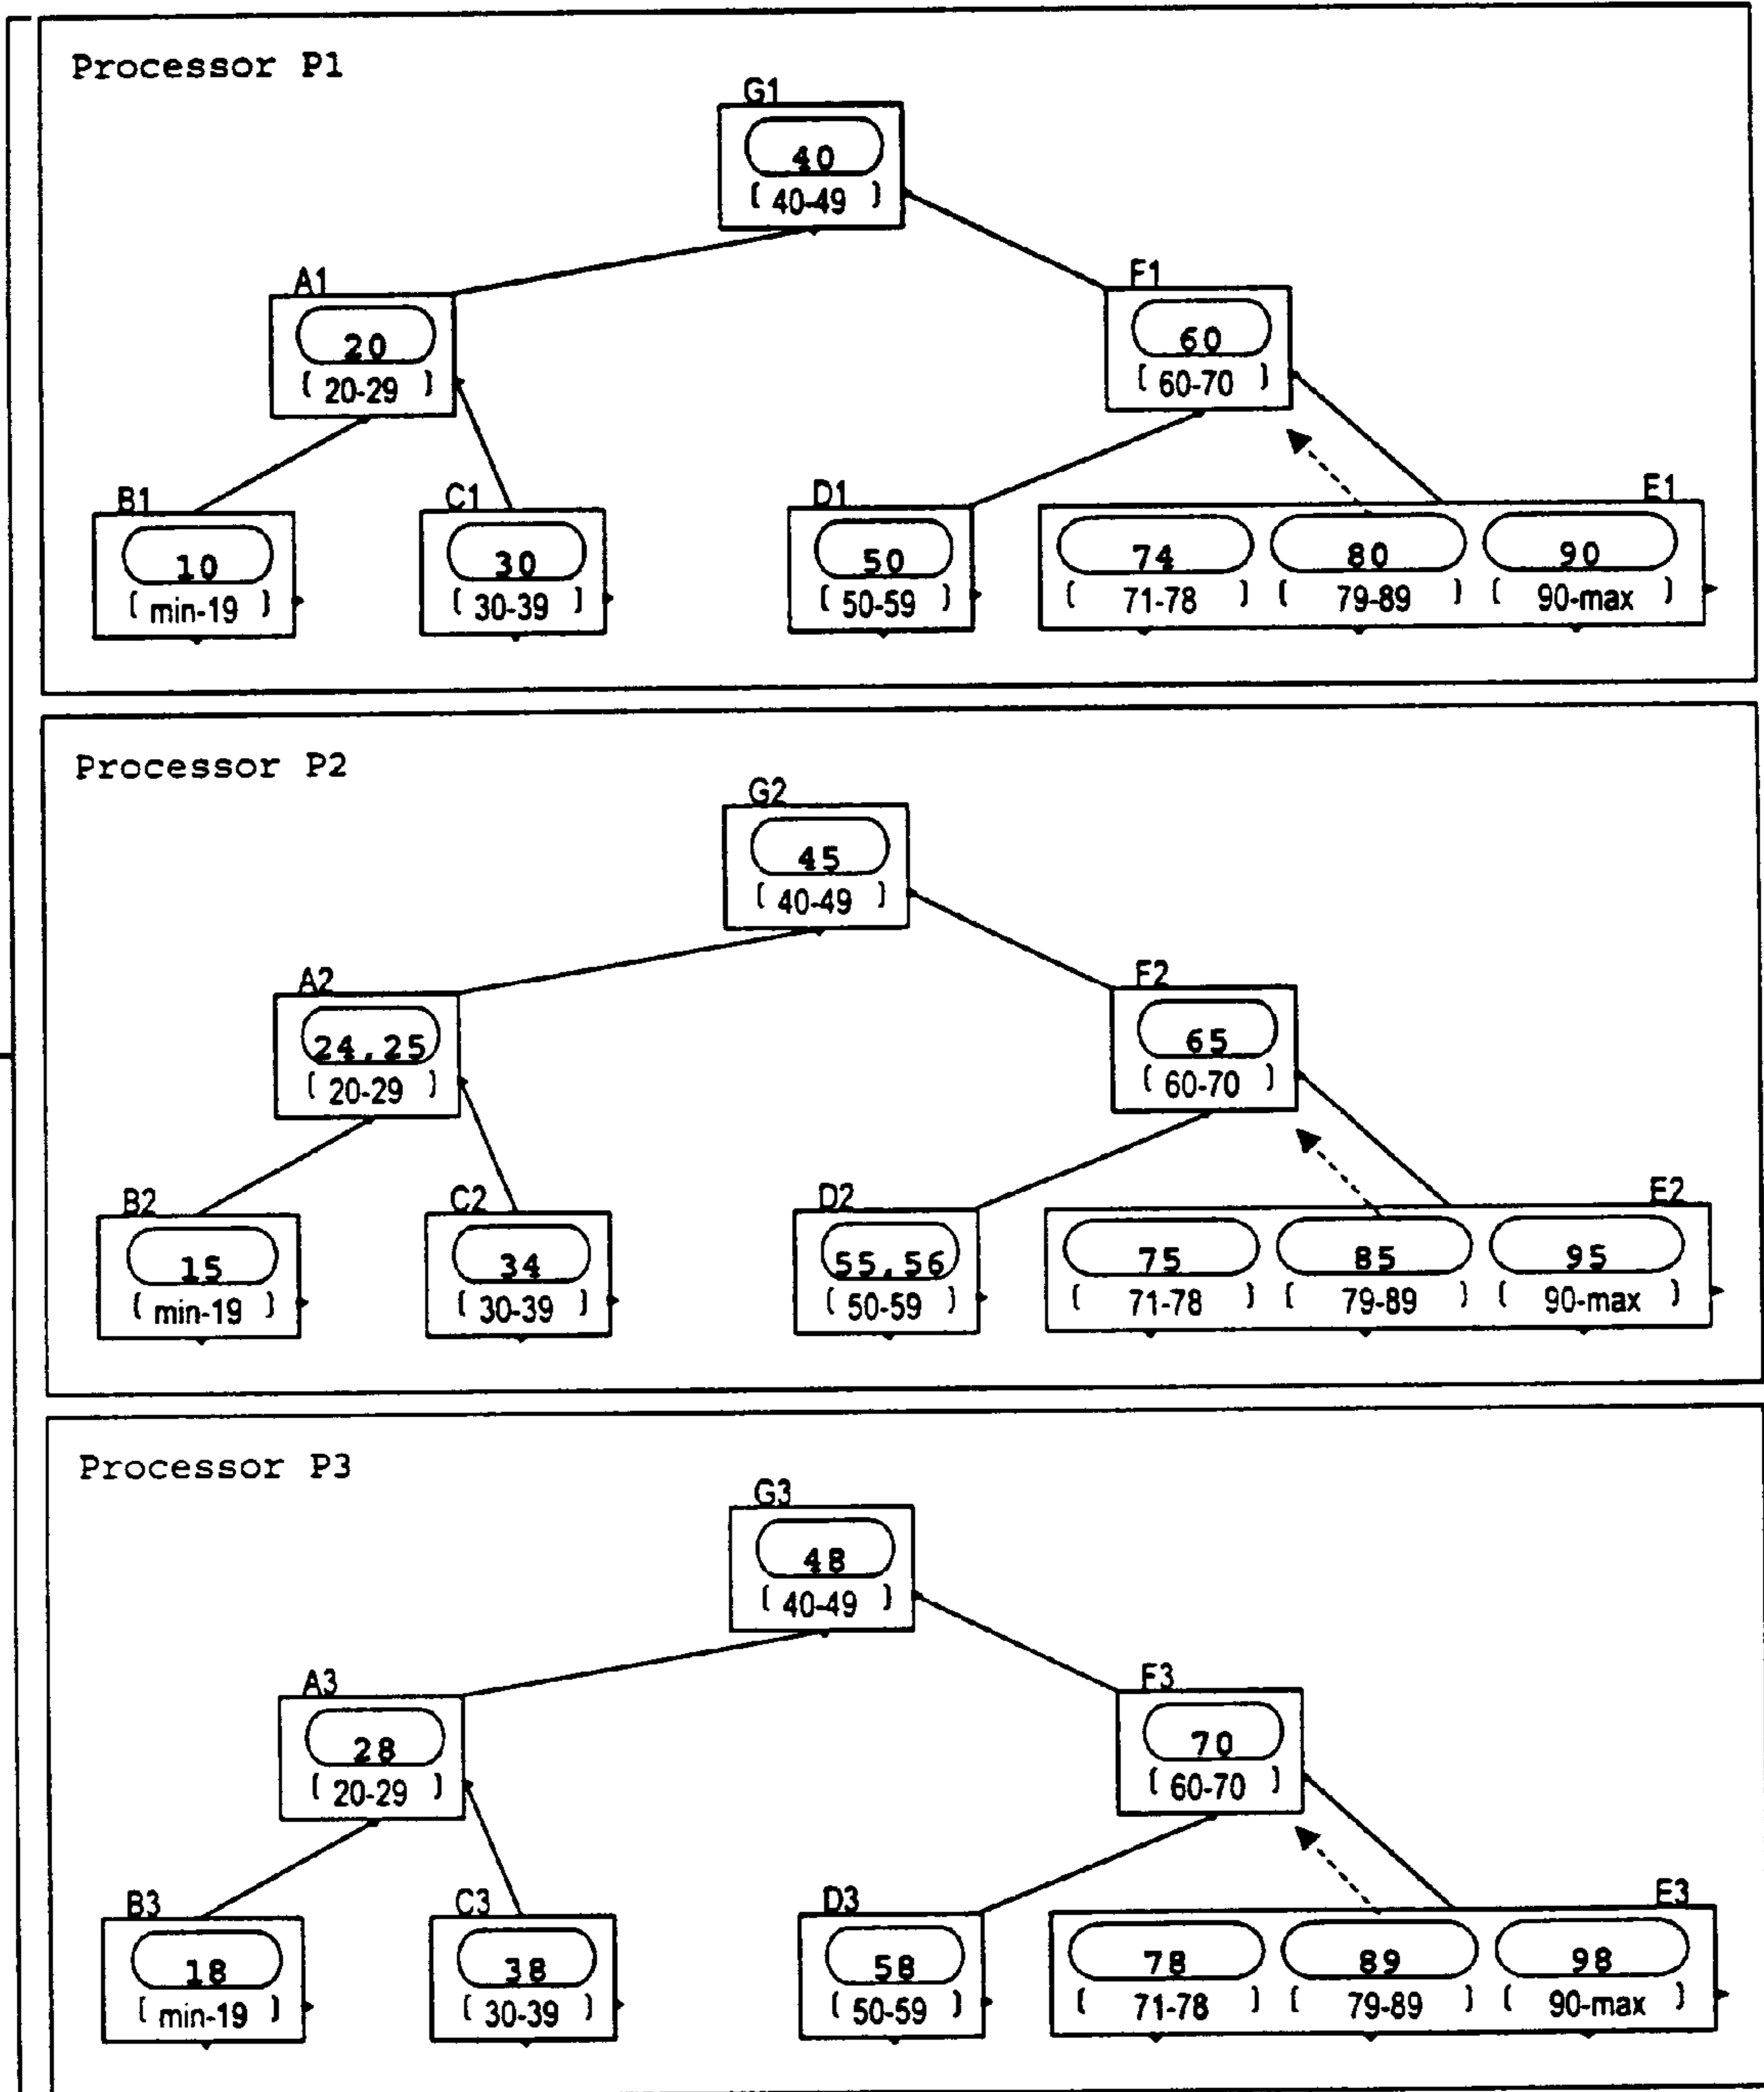 Processor P1
G1
40
[ 40-49 ]
A1
F1
20
[ 20-29 ]
60
[ 60-70 ]
B1
C1
D1
E1
10
[ min-19 ]
30
[ 30-39 ]
50
[ 50-59 ]
74
[ 71-78 ]
80
[ 79-89 ]
90
[ 90-max ]
Processor P2
G2
45
[ 40-49 ]
A2
F2
24,25
[ 20-29 ]
65
[ 60-70 ]
B2
C2
D2
E2
15
[ min-19 ]
34
[ 30-39 ]
55,56
[ 50-59 ]
75
[ 71-78 ]
85
[ 79-89 ]
95
[ 90-max ]
Processor P3
G3
48
[ 40-49 ]
A3
F3
28
[ 20-29 ]
70
[ 60-70 ]
B3
C3
D3
E3
18
[ min-19 ]
38
[ 30-39 ]
58
[ 50-59 ]
78
[ 71-78 ]
89
[ 79-89 ]
98
[ 90-max ]